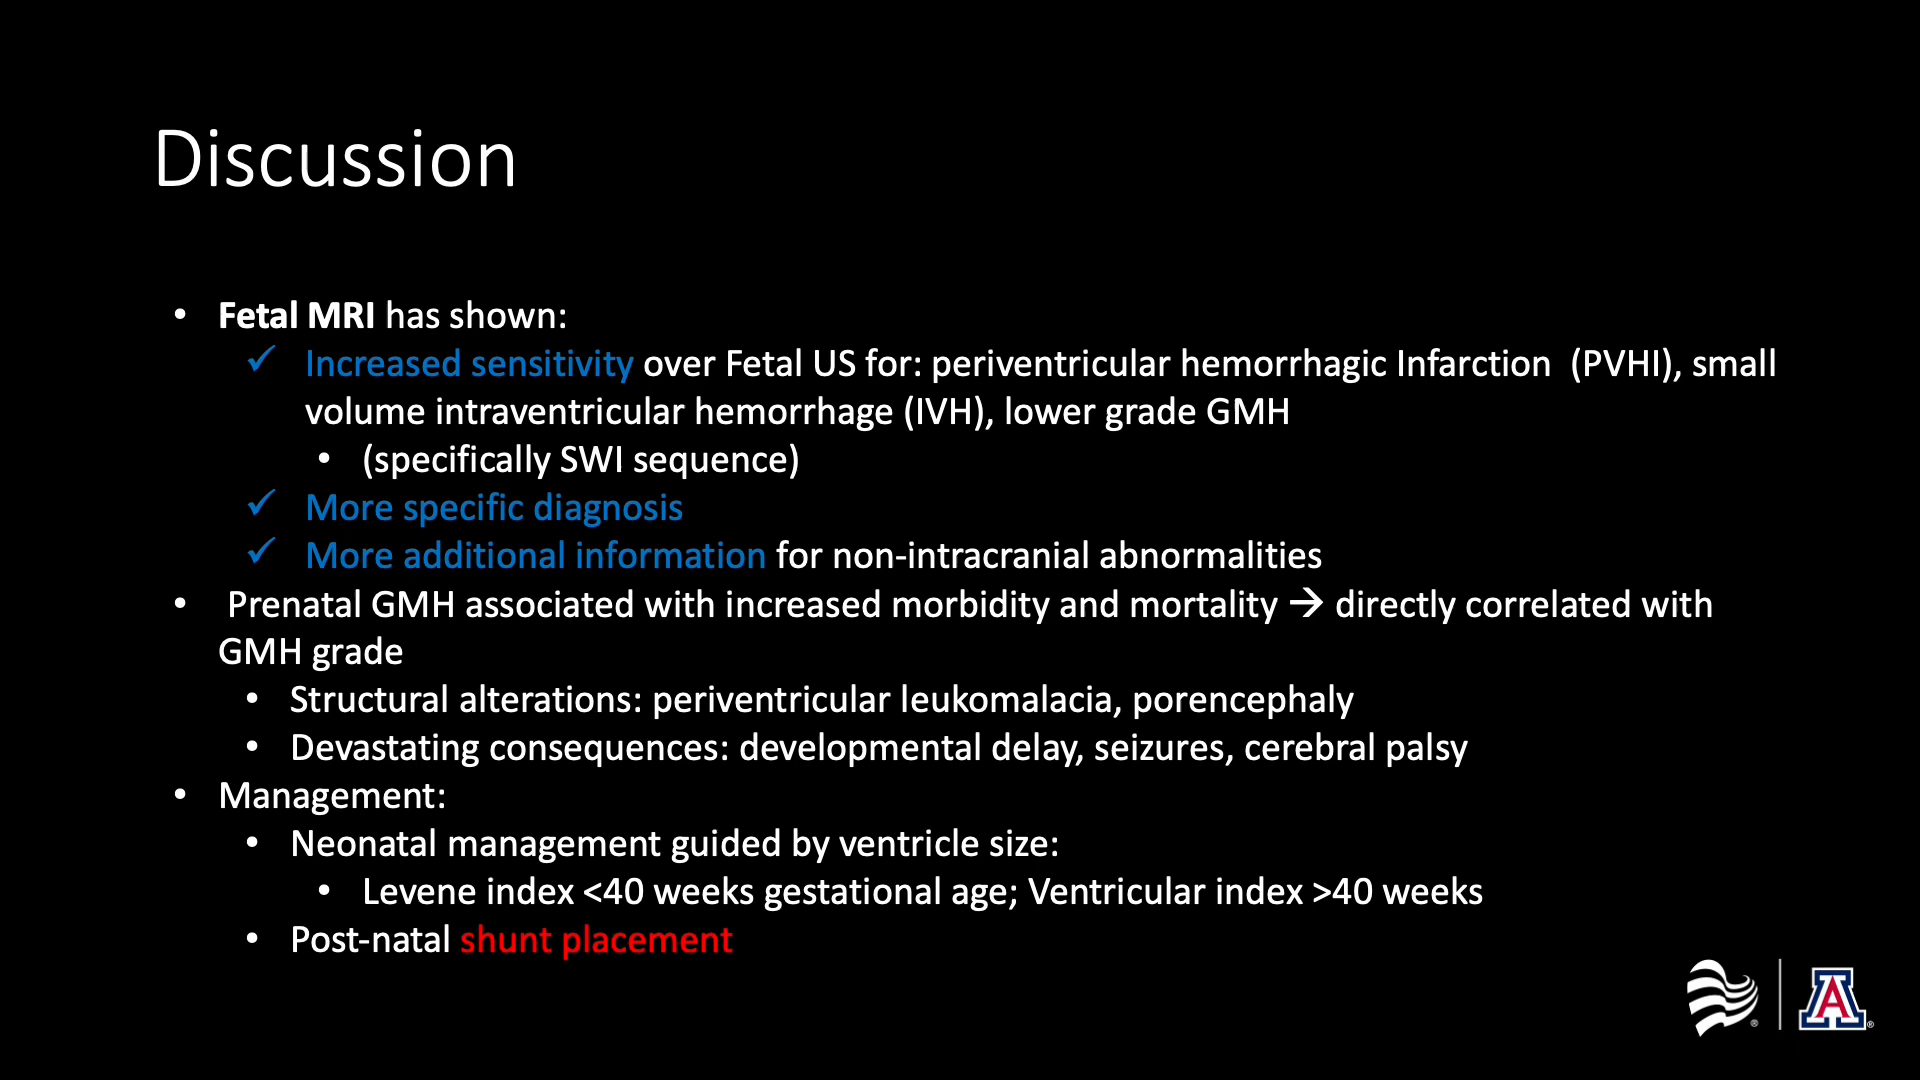 Discussion
• Fetal MRI has shown:
✓ Increased sensitivity over Fetal US for: periventricular hemorrhagic Infarction (PVHI), small
volume intraventricular hemorrhage (IVH), lower grade GMH
• (specifically SWI sequence)
✓ More specific diagnosis
✓ More additional information for non-intracranial abnormalities
• Prenatal GMH associated with increased morbidity and mortality → directly correlated with
GMH grade
• Structural alterations: periventricular leukomalacia, porencephaly
• Devastating consequences: developmental delay, seizures, cerebral palsy
• Management:
• Neonatal management guided by ventricle size:
• Levene index <40 weeks gestational age; Ventricular index >40 weeks
• Post-natal shunt placement
® A ®